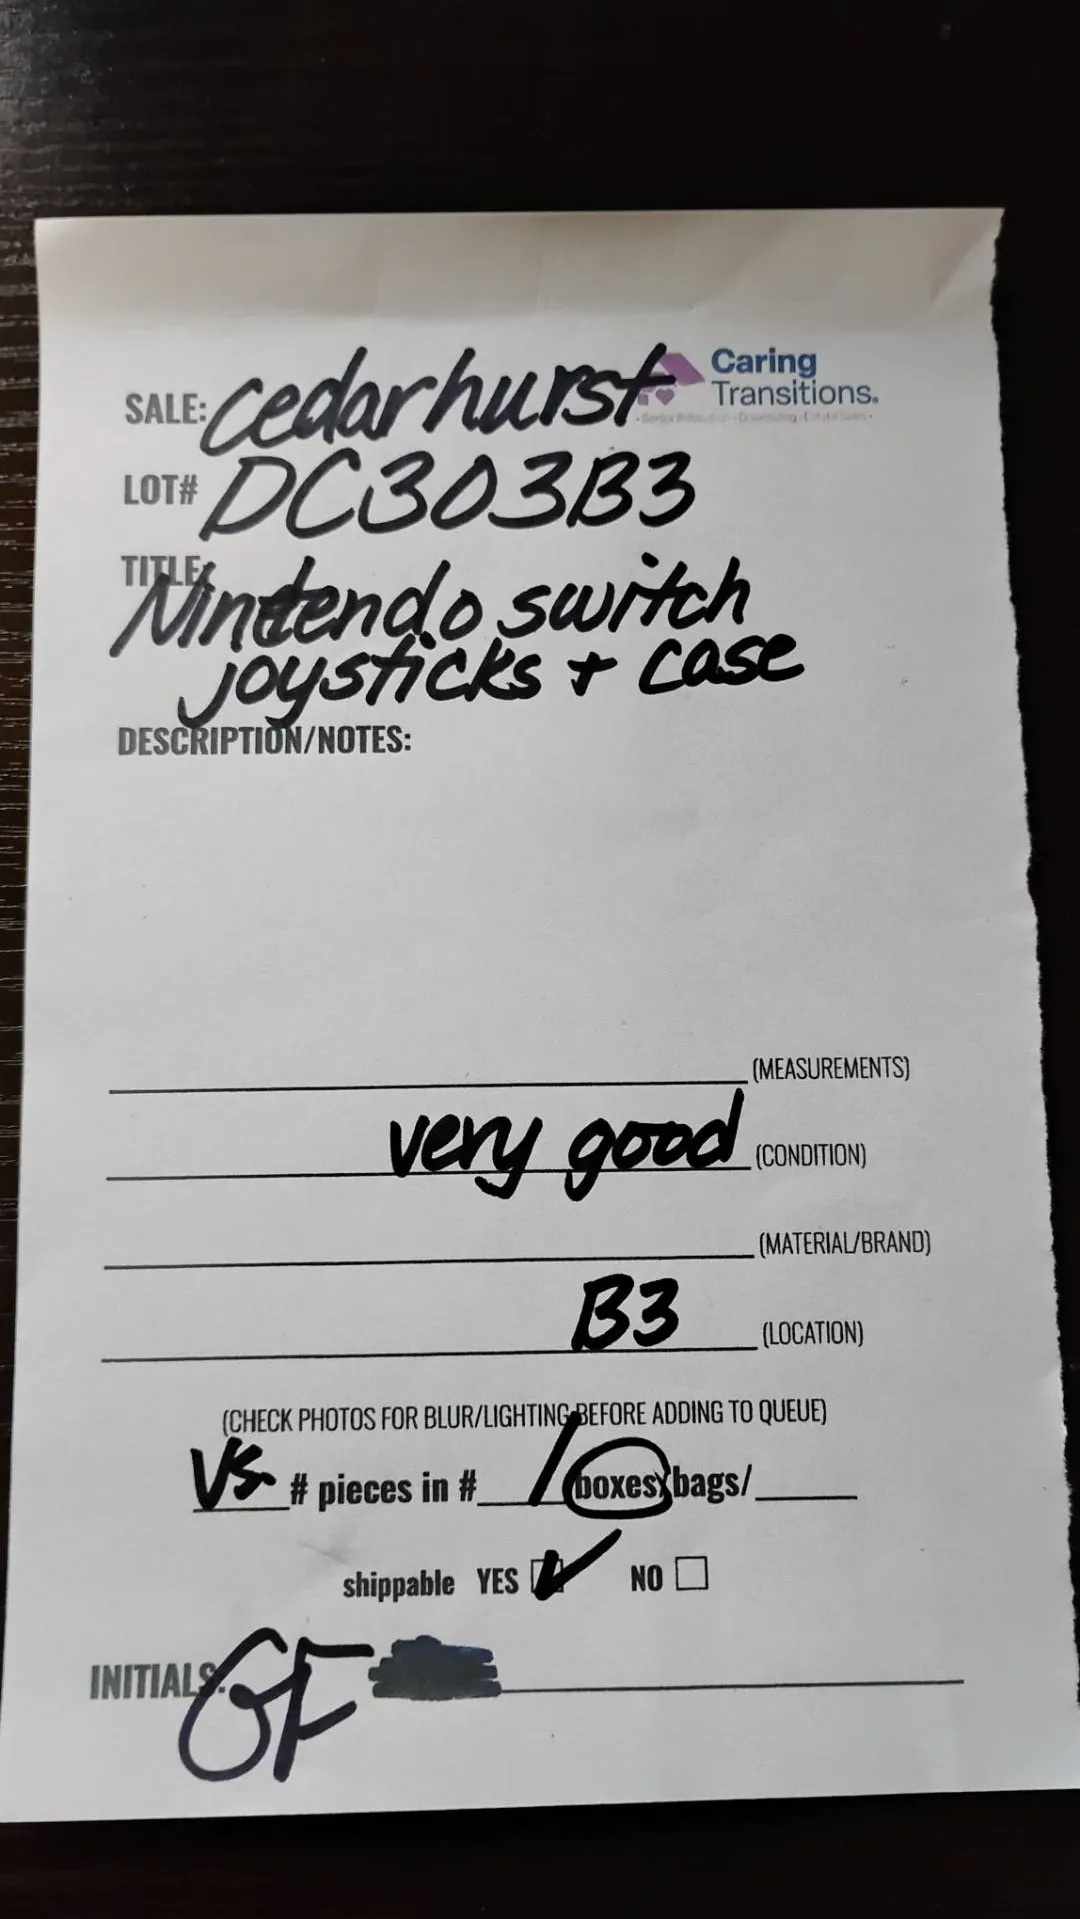 Caring
SALE: Cedarhurst Transitions.
LOT# DC303B3
TITLE:
Nintendo switch
joysticks + case
DESCRIPTION/NOTES:
(MEASUREMENTS)
very good (CONDITION)
(MATERIAL/BRAND)
B3 (LOCATION)
(CHECK PHOTOS FOR BLUR/LIGHTING BEFORE ADDING TO QUEUE)
VS. # pieces in # 1 boxes/bags/
shippable YES NO
INITIALS: GF